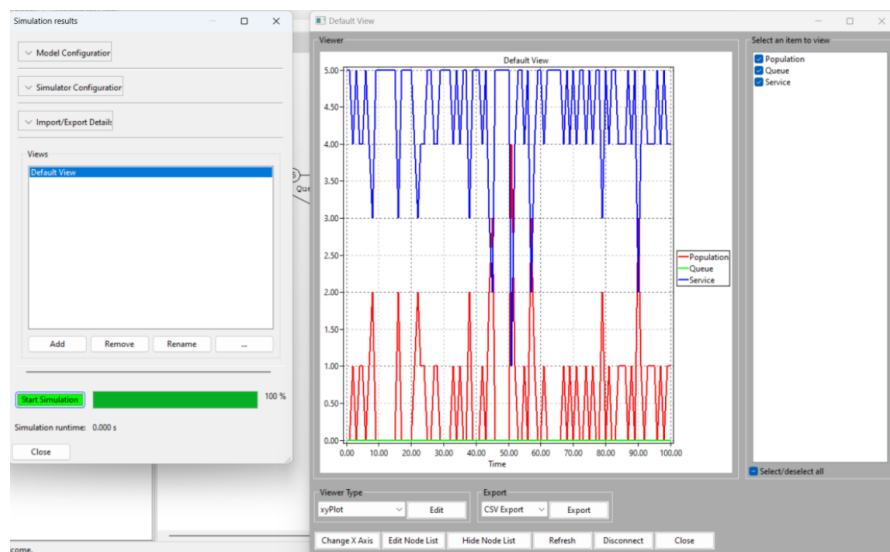 Simulation results
Model Configuration
Simulator Configuration
Import/Export Details
Views
Default View
Add
Remove
Rename
...
Start Simulation
100 %
Simulation runtime: 0.000 s
Close
Default View
Viewer
Default View
5.00
4.50
4.00
3.50
3.00
2.50
2.00
1.50
1.00
0.50
0.00
0.00 10.00 20.00 30.00 40.00 50.00 60.00 70.00 80.00 90.00 100.00
Time
Population
Queue
Service
Select an item to view
Population
Queue
Service
Select/deselect all
Viewer Type
xyPlot
Edit
Export
CSV Export
Export
Change X Axis
Edit Node List
Hide Node List
Refresh
Disconnect
Close
S
Que
come.